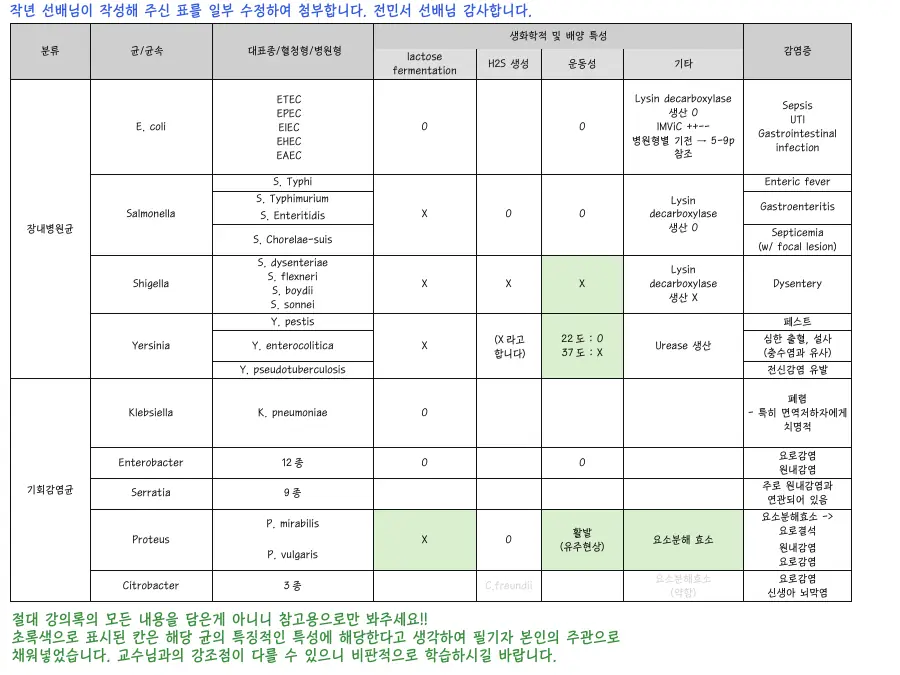 작년 선배님이 작성해 주신 표를 일부 수정하여 첨부합니다. 전민서 선배님 감사합니다.
분류
균/균속
대표종/혈청형/병원형
생화학적 및 배양 특성
감염증
lactose
fermentation
H2S 생성
운동성
기타
장내병원균
E. coli
ETEC
EPEC
EIEC
EHEC
EAEC
O
O
Lysin decarboxylase
생산 O
IMViC ++--
병원형별 기전 → 5-9p
참조
Sepsis
UTI
Gastrointestinal
infection
Salmonella
S. Typhi
S. Typhimurium
S. Enteritidis
S. Chorelae-suis
X
O
O
Lysin
decarboxylase
생산 O
Enteric fever
Gastroenteritis
Septicemia
(w/ focal lesion)
Shigella
S. dysenteriae
S. flexneri
S. boydii
S. sonnei
X
X
X
Lysin
decarboxylase
생산 X
Dysentery
Yersinia
Y. pestis
Y. enterocolitica
Y. pseudotuberculosis
X
(X 라고
합니다)
22 도 : O
37 도 : X
Urease 생산
페스트
심한 출혈, 설사
(충수염과 유사)
전신감염 유발
기회감염균
Klebsiella
K. pneumoniae
O
폐렴
- 특히 면역저하자에게
치명적
Enterobacter
12 종
O
O
요로감염
원내감염
Serratia
9 종
주로 원내감염과
연관되어 있음
Proteus
P. mirabilis
P. vulgaris
X
O
활발
(유주현상)
요소분해 효소
요소분해효소 ->
요로결석
원내감염
요로감염
Citrobacter
3 종
C.freundii
요소분해효소
(약함)
요로감염
신생아 뇌막염
절대 강의록의 모든 내용을 담은게 아니니 참고용으로만 봐주세요!!
초록색으로 표시된 칸은 해당 균의 특징적인 특성에 해당한다고 생각하여 필기자 본인의 주관으로
채워넣었습니다. 교수님과의 강조점이 다를 수 있으니 비판적으로 학습하시길 바랍니다.